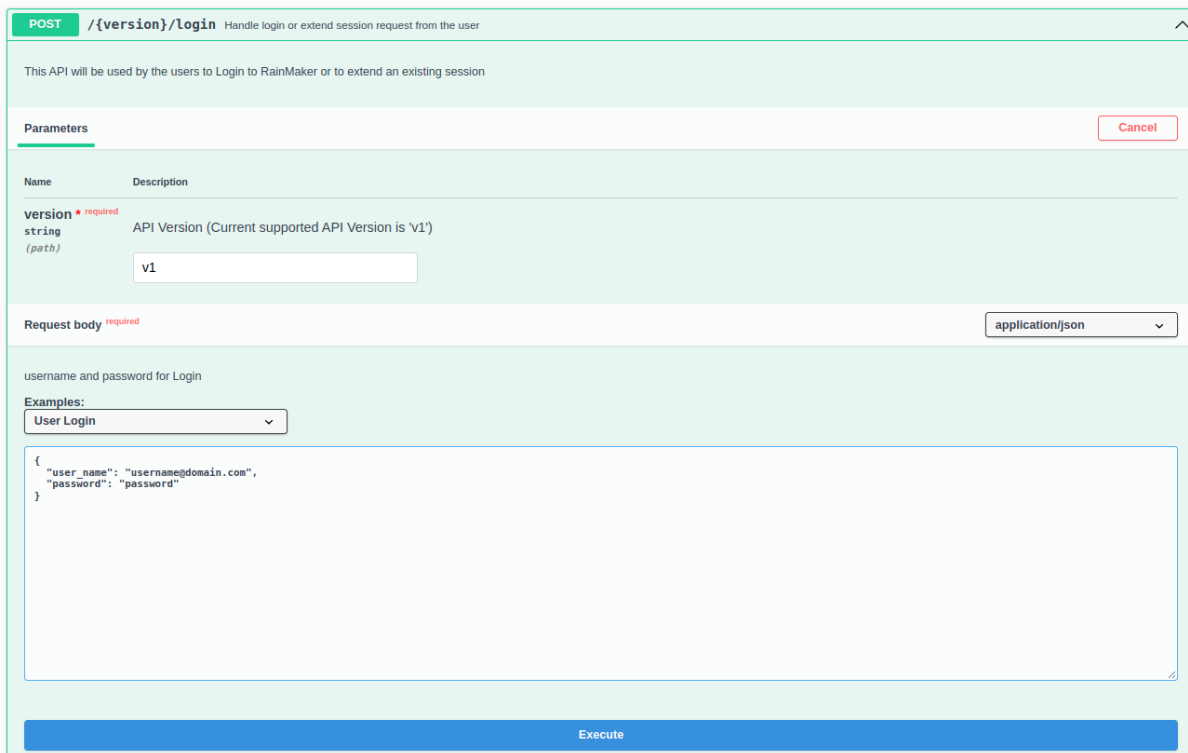 POST /{version}/login Handle login or extend session request from the user
This API will be used by the users to Login to RainMaker or to extend an existing session
Parameters Cancel
Name Description
version * required
string
(path)
API Version (Current supported API Version is 'v1')
v1
Request body required application/json
username and password for Login
Examples:
User Login
{
  "user_name": "username@domain.com",
  "password": "password"
}
Execute